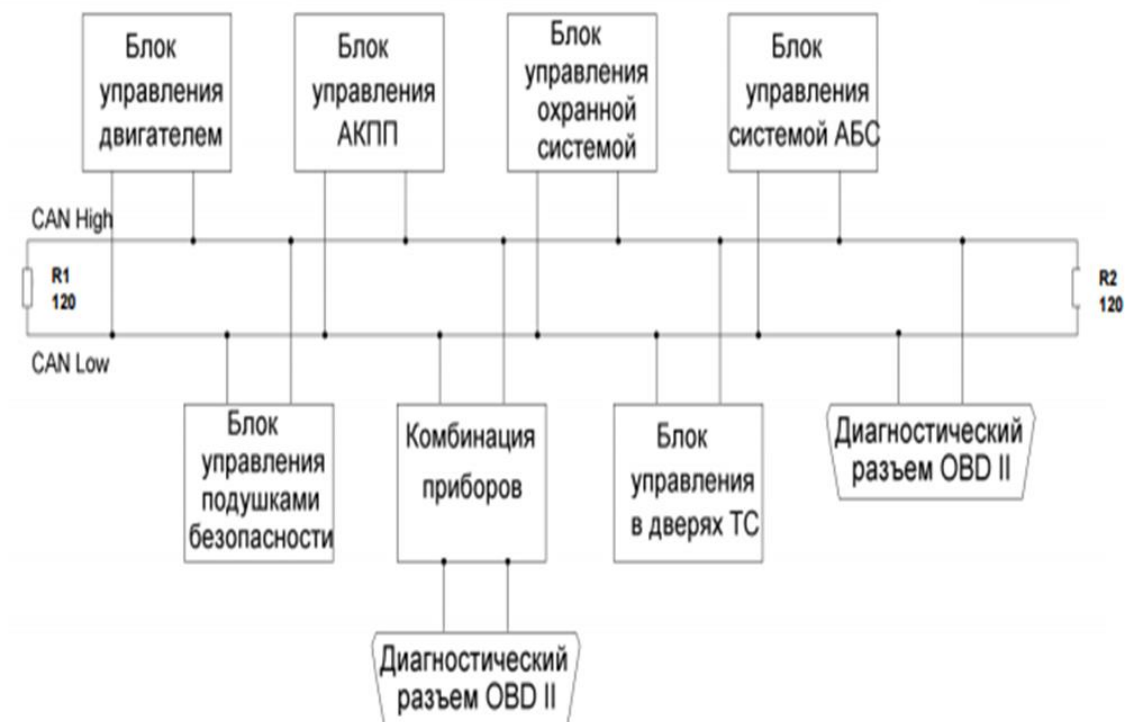 Блок
управления
двигателем
Блок
управления
АКПП
Блок
управления
охранной
системой
Блок
управления
системой АБС
CAN High
R1
120
R2
120
CAN Low
Блок
управления
подушками
безопасности
Комбинация
приборов
Блок
управления
в дверях ТС
Диагностический
разъем OBD II
Диагностический
разъем OBD II